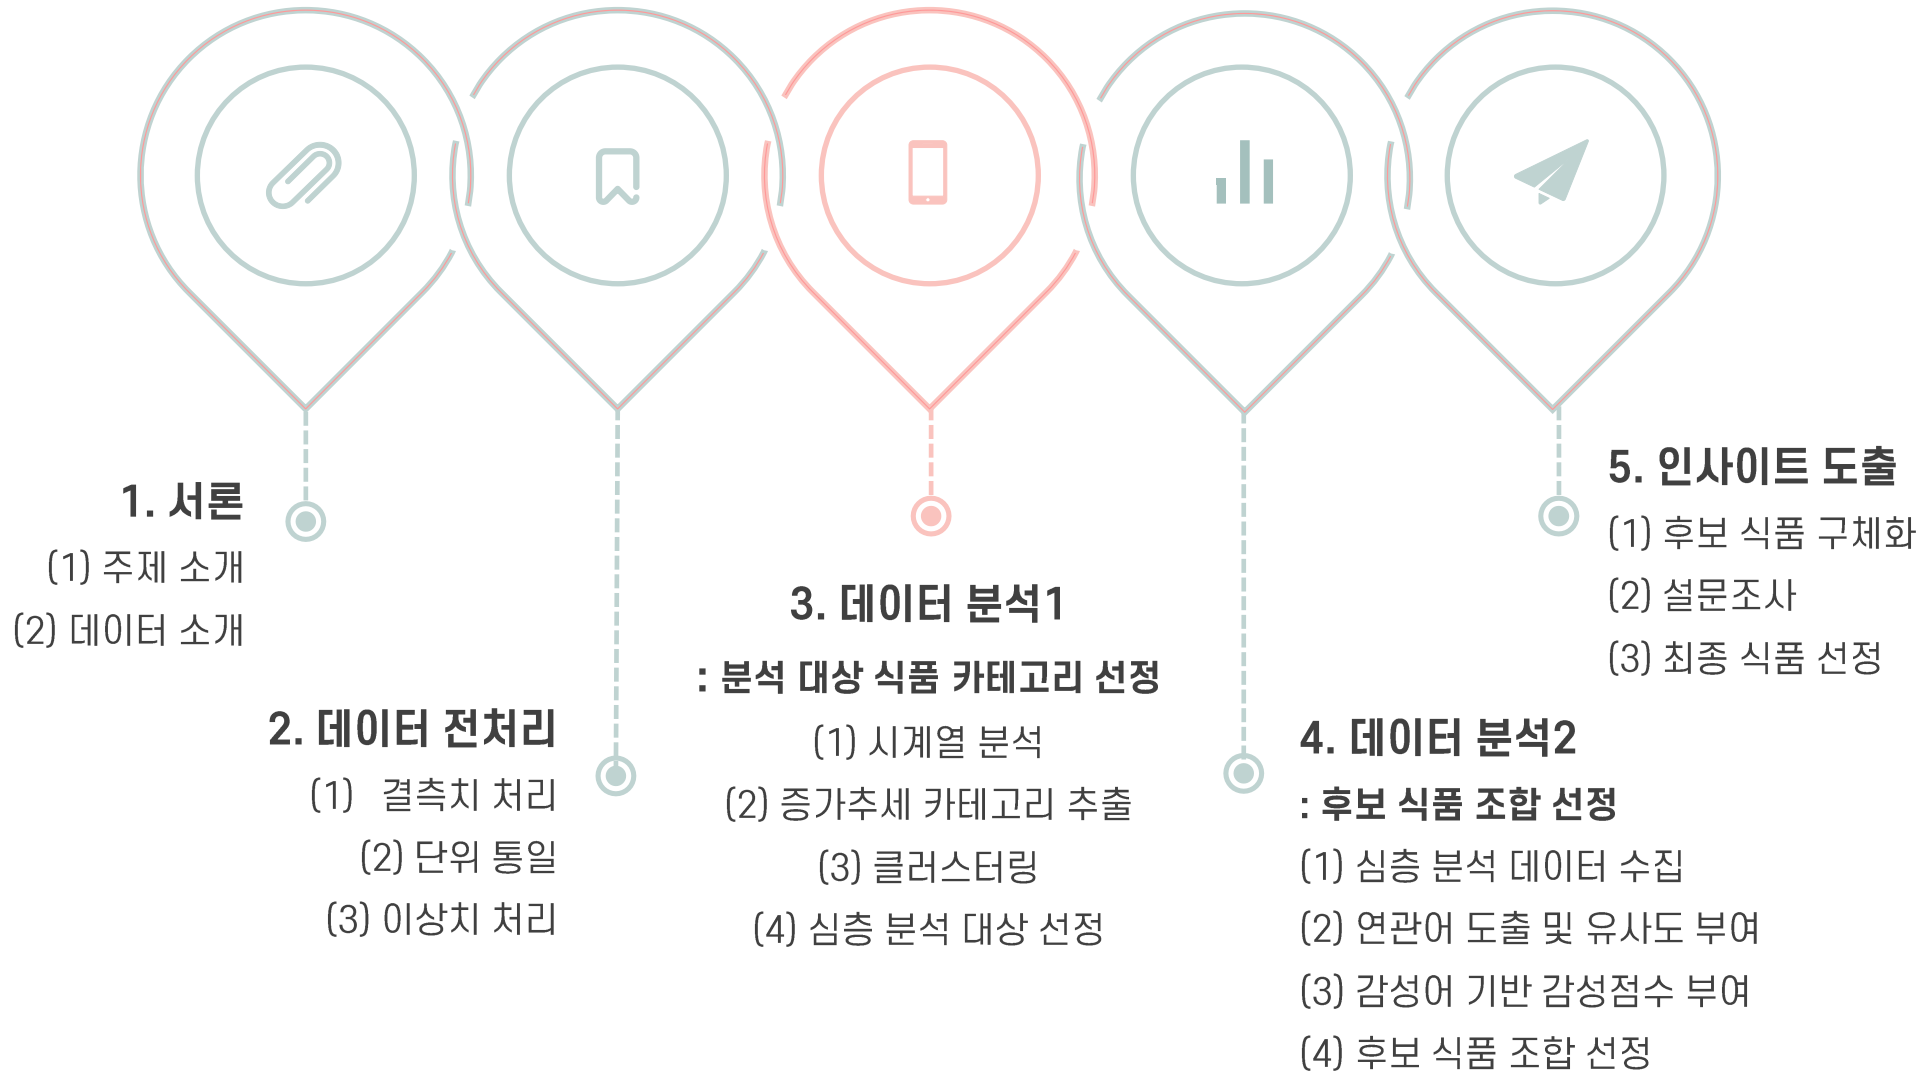 1. 서론
(1) 주제 소개
(2) 데이터 소개
2. 데이터 전처리
(1) 결측치 처리
(2) 단위 통일
(3) 이상치 처리
3. 데이터 분석1
: 분석 대상 식품 카테고리 선정
(1) 시계열 분석
(2) 증가추세 카테고리 추출
(3) 클러스터링
(4) 심층 분석 대상 선정
4. 데이터 분석2
: 후보 식품 조합 선정
(1) 심층 분석 데이터 수집
(2) 연관어 도출 및 유사도 부여
(3) 감성어 기반 감성점수 부여
(4) 후보 식품 조합 선정
5. 인사이트 도출
(1) 후보 식품 구체화
(2) 설문조사
(3) 최종 식품 선정